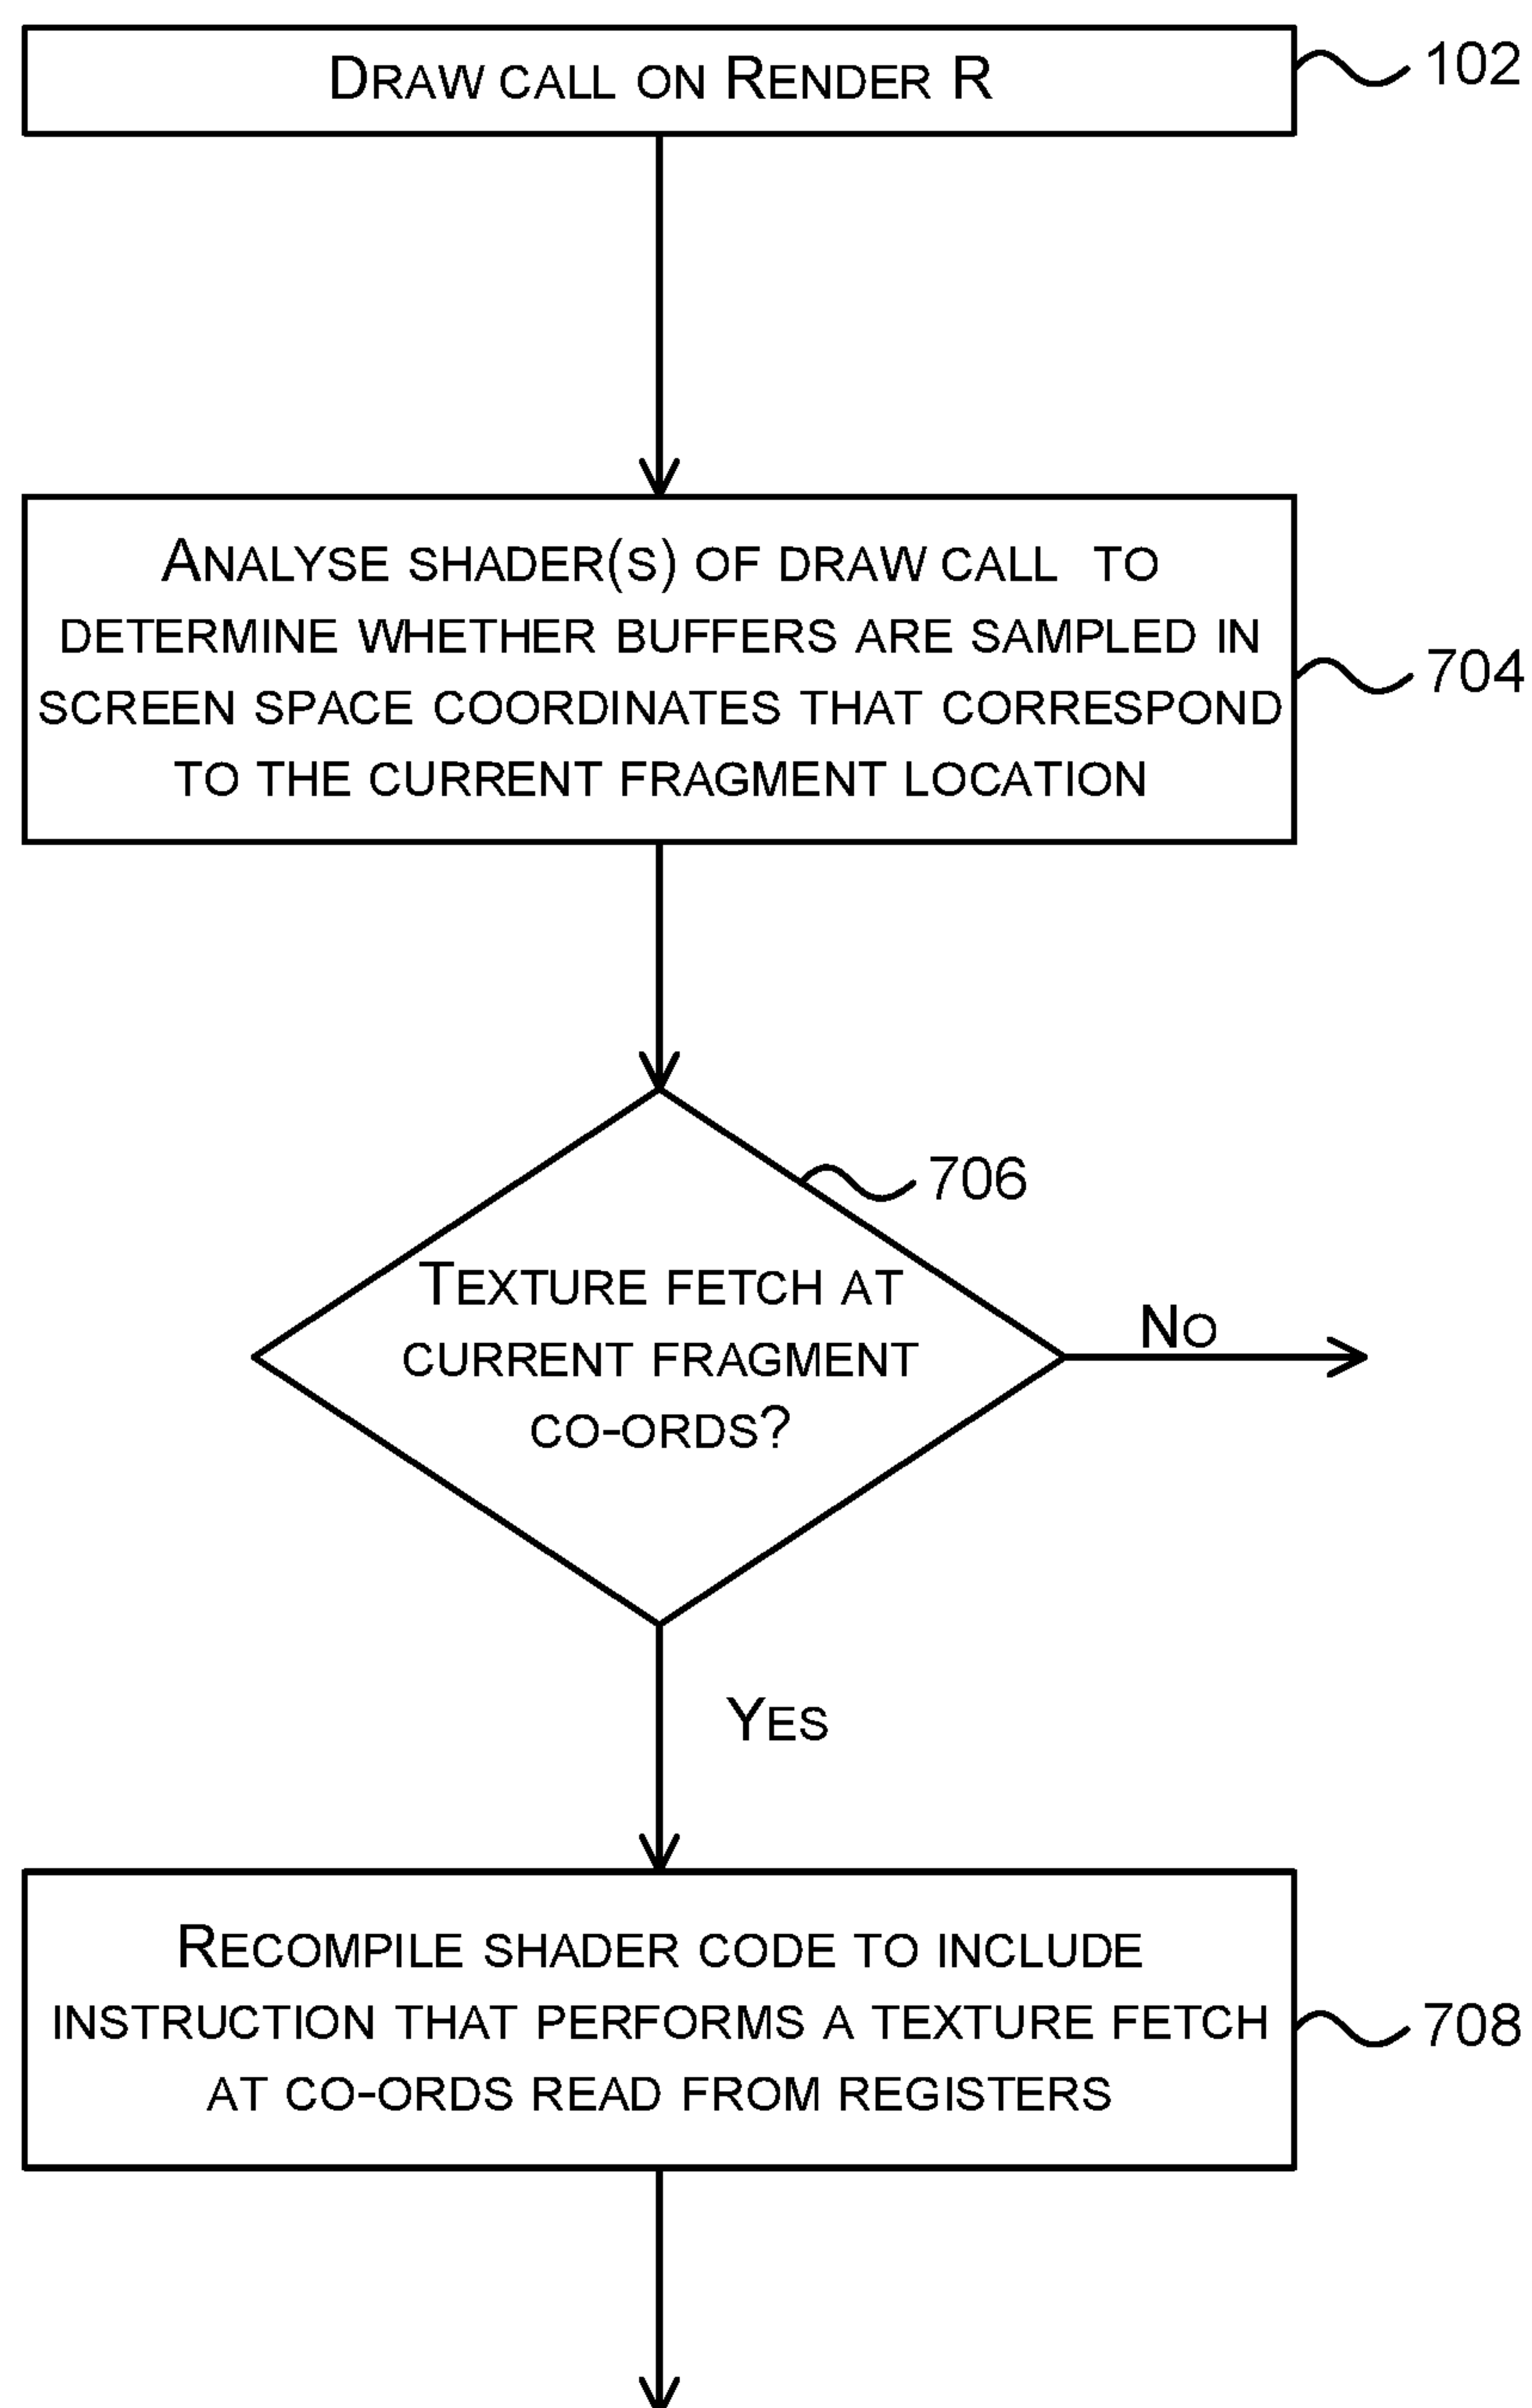 DRAW CALL ON RENDER R
102
ANALYSE SHADER(S) OF DRAW CALL TO
DETERMINE WHETHER BUFFERS ARE SAMPLED IN
SCREEN SPACE COORDINATES THAT CORRESPOND
TO THE CURRENT FRAGMENT LOCATION
704
706
TEXTURE FETCH AT
CURRENT FRAGMENT
CO-ORDS?
NO
YES
RECOMPILE SHADER CODE TO INCLUDE
INSTRUCTION THAT PERFORMS A TEXTURE FETCH
AT CO-ORDS READ FROM REGISTERS
708